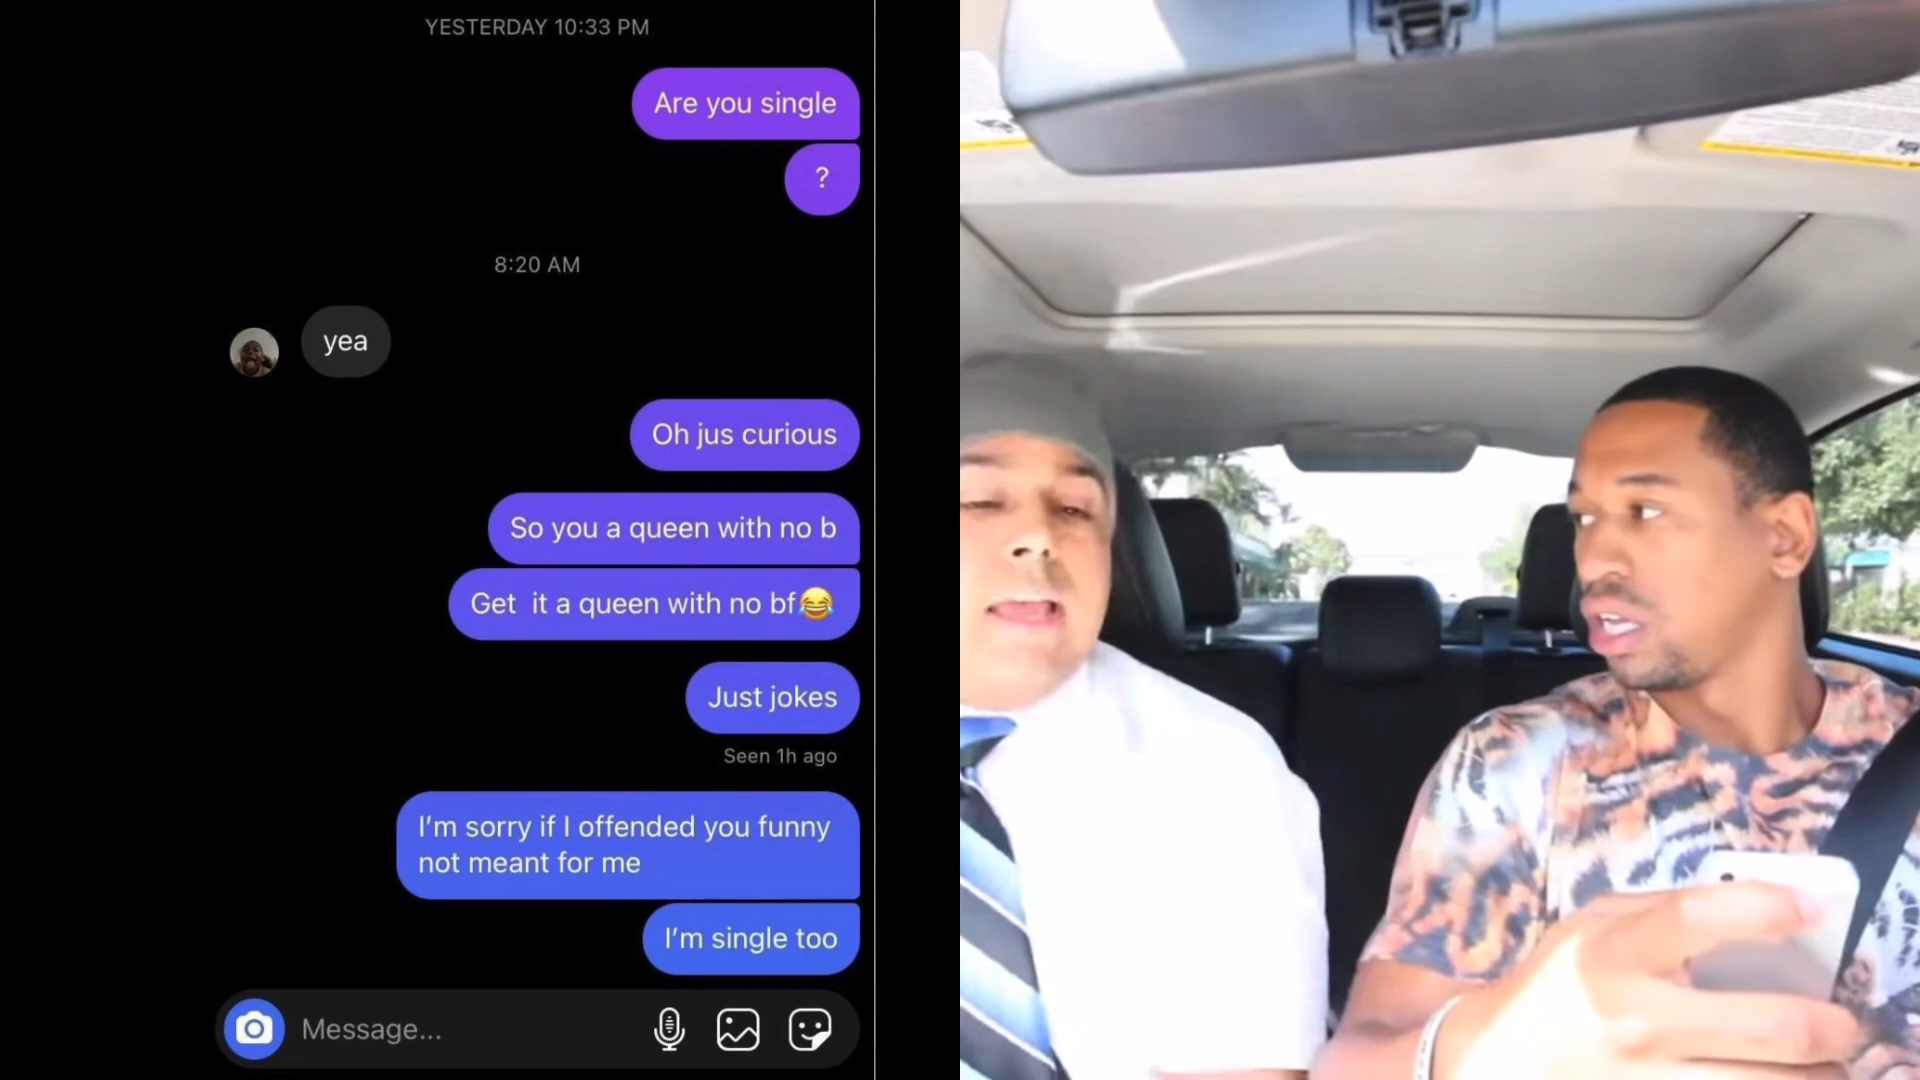 YESTERDAY 10:33 PM
Are you single
?
8:20 AM
yea
Oh jus curious
So you a queen with no b
Get  it a queen with no bf😂
Just jokes
Seen 1h ago
I’m sorry if I offended you funny
not meant for me
I’m single too
Message...